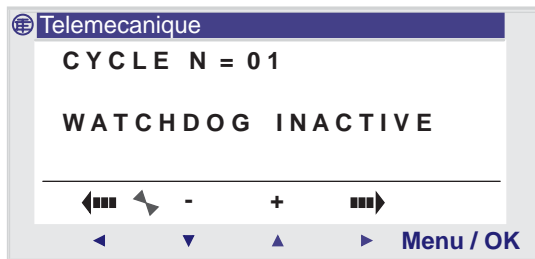 Telemecanique
CYCLE N = 01
WATCHDOG INACTIVE
- +
Menu / OK